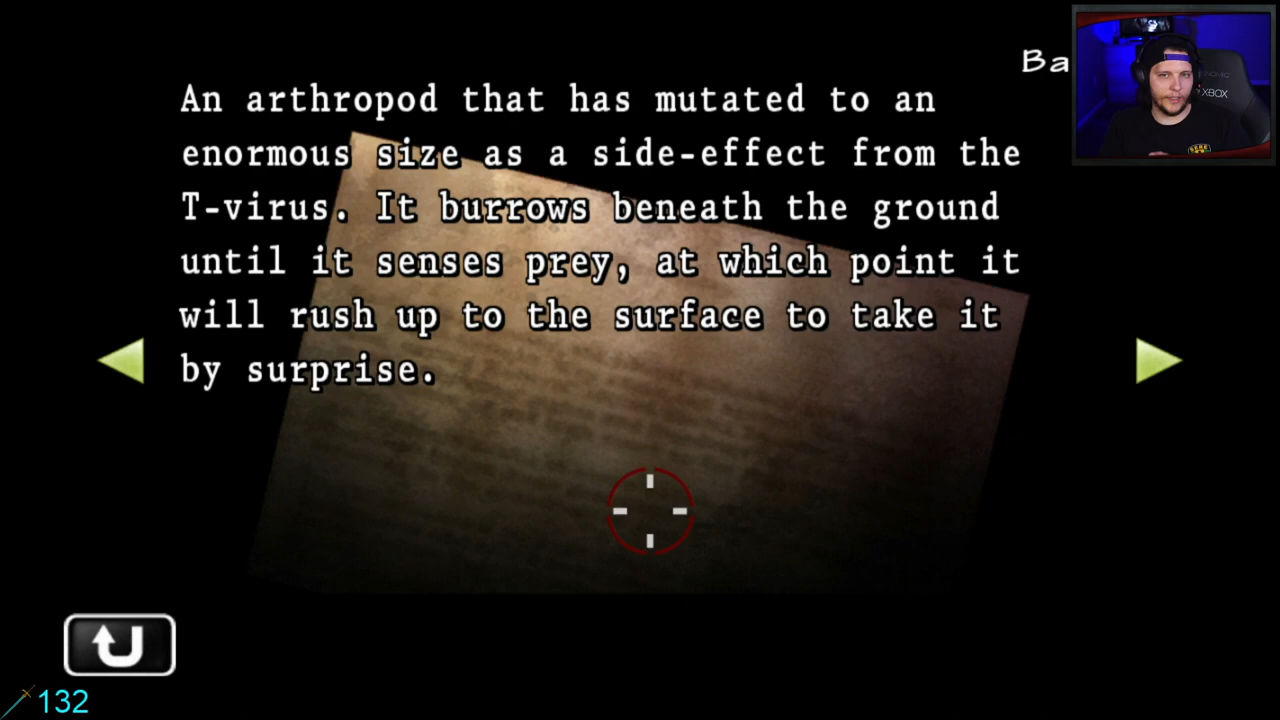 Ba
An arthropod that has mutated to an
enormous size as a side-effect from the
T-virus. It burrows beneath the ground
until it senses prey, at which point it
will rush up to the surface to take it
by surprise.
XBOX
132